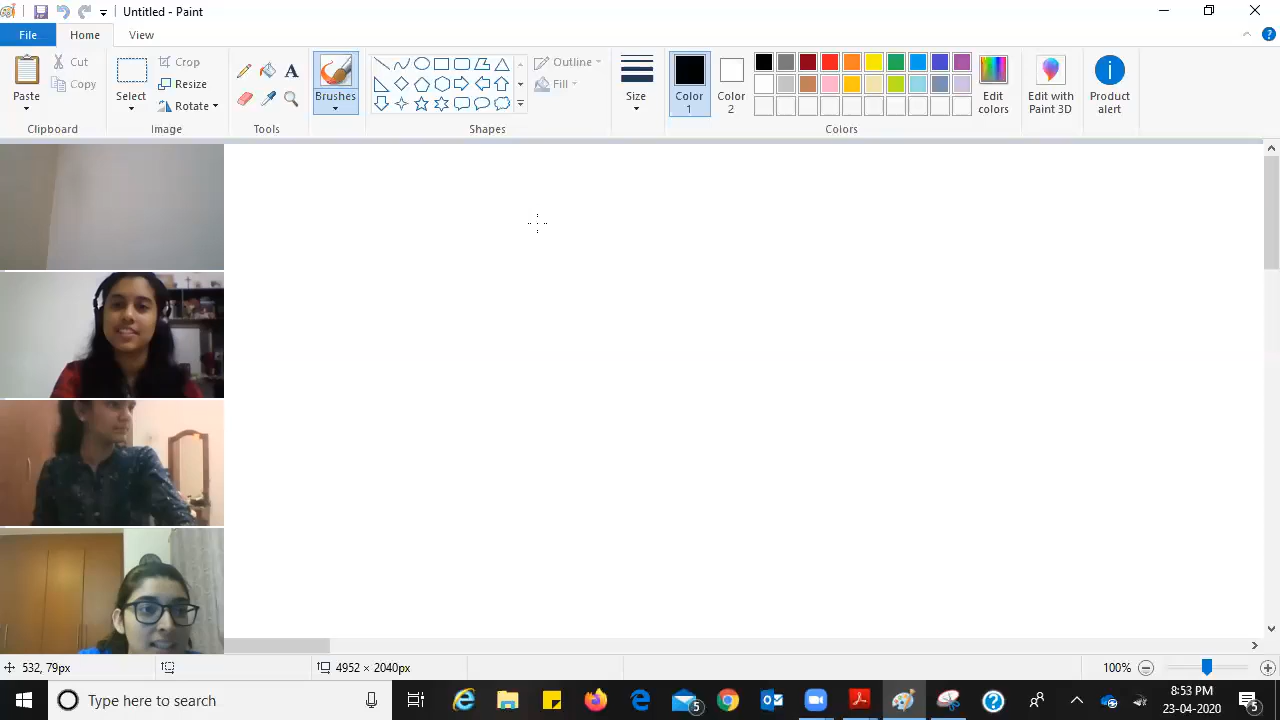 Untitled - Paint
File
Home
View
Paste
Cut
Copy
Clipboard
Select
Crop
Resize
Rotate
Image
Tools
Brushes
Shapes
Outline
Fill
Size
Color
1
Color
2
Colors
Edit
colors
Edit with
Paint 3D
Product
alert
532, 79px
4952 × 2040px
100%
Type here to search
5
8:53 PM
23-04-2020
5